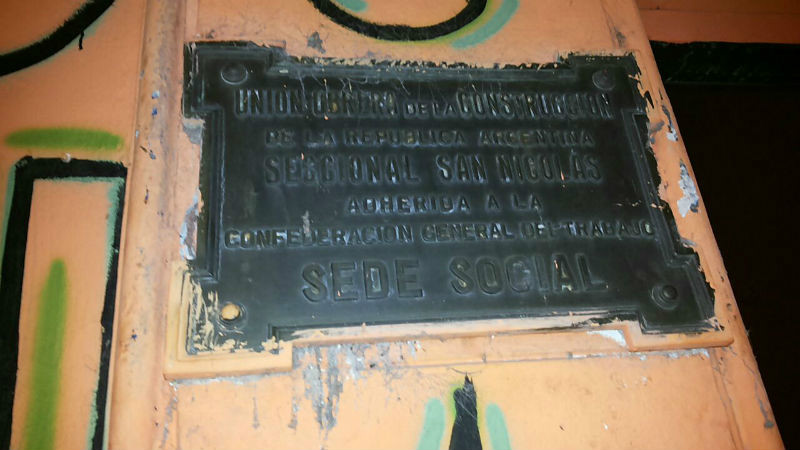 UNION OBRERA DE LA CONSTRUCCION
DE LA REPUBLICA ARGENTINA
SECCIONAL SAN NICOLÁS
ADHERIDA A LA
CONFEDERACION GENERAL DEL TRABAJO
SEDE SOCIAL